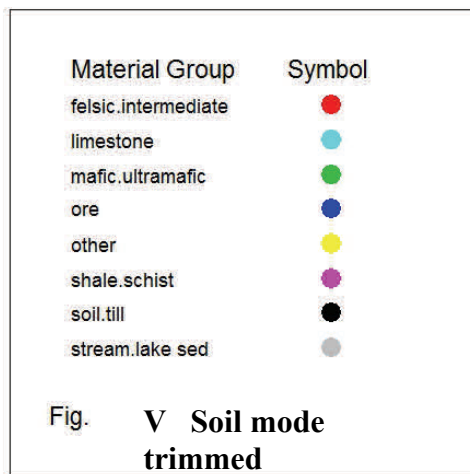 Material Group Symbol
felsic.intermediate
limestone
mafic.ultramafic
ore
other
shale.schist
soil.till
stream.lake sed
Fig. V Soil mode
trimmed